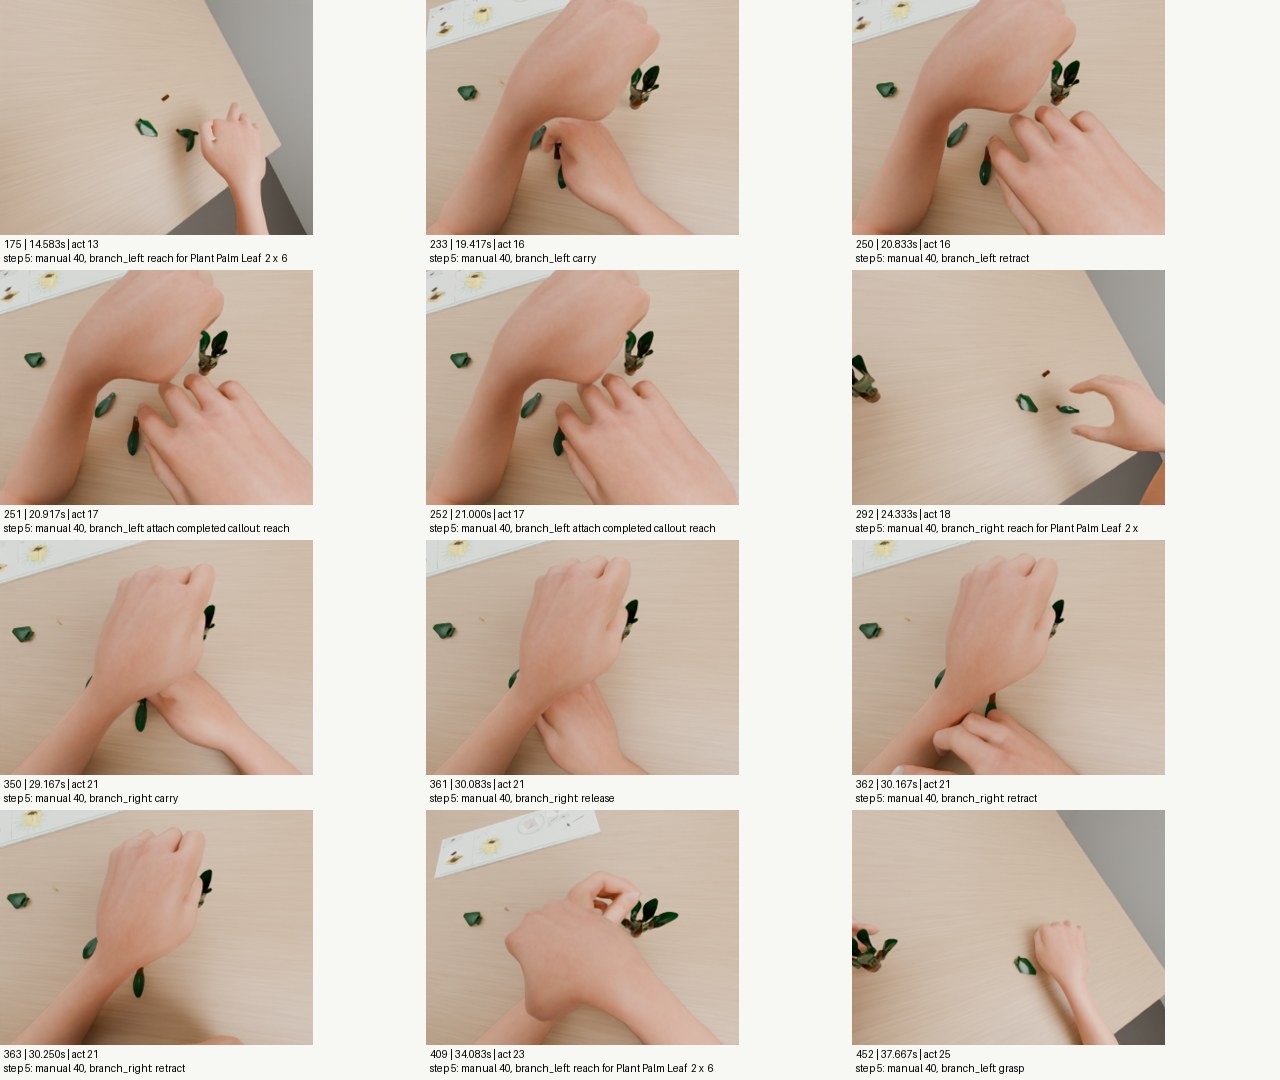 175 | 14.583s | act 13
step 5: manual 40, branch_left: reach for Plant Palm Leaf 2 x 6
233 | 19.417s | act 16
step 5: manual 40, branch_left: carry
250 | 20.833s | act 16
step 5: manual 40, branch_left: retract
251 | 20.917s | act 17
step 5: manual 40, branch_left: attach completed callout: reach
252 | 21.000s | act 17
step 5: manual 40, branch_left: attach completed callout: reach
292 | 24.333s | act 18
step 5: manual 40, branch_right: reach for Plant Palm Leaf 2 x
350 | 29.167s | act 21
step 5: manual 40, branch_right: carry
361 | 30.083s | act 21
step 5: manual 40, branch_right: release
362 | 30.167s | act 21
step 5: manual 40, branch_right: retract
363 | 30.250s | act 21
step 5: manual 40, branch_right: retract
409 | 34.083s | act 23
step 5: manual 40, branch_left: reach for Plant Palm Leaf 2 x 6
452 | 37.667s | act 25
step 5: manual 40, branch_left: grasp